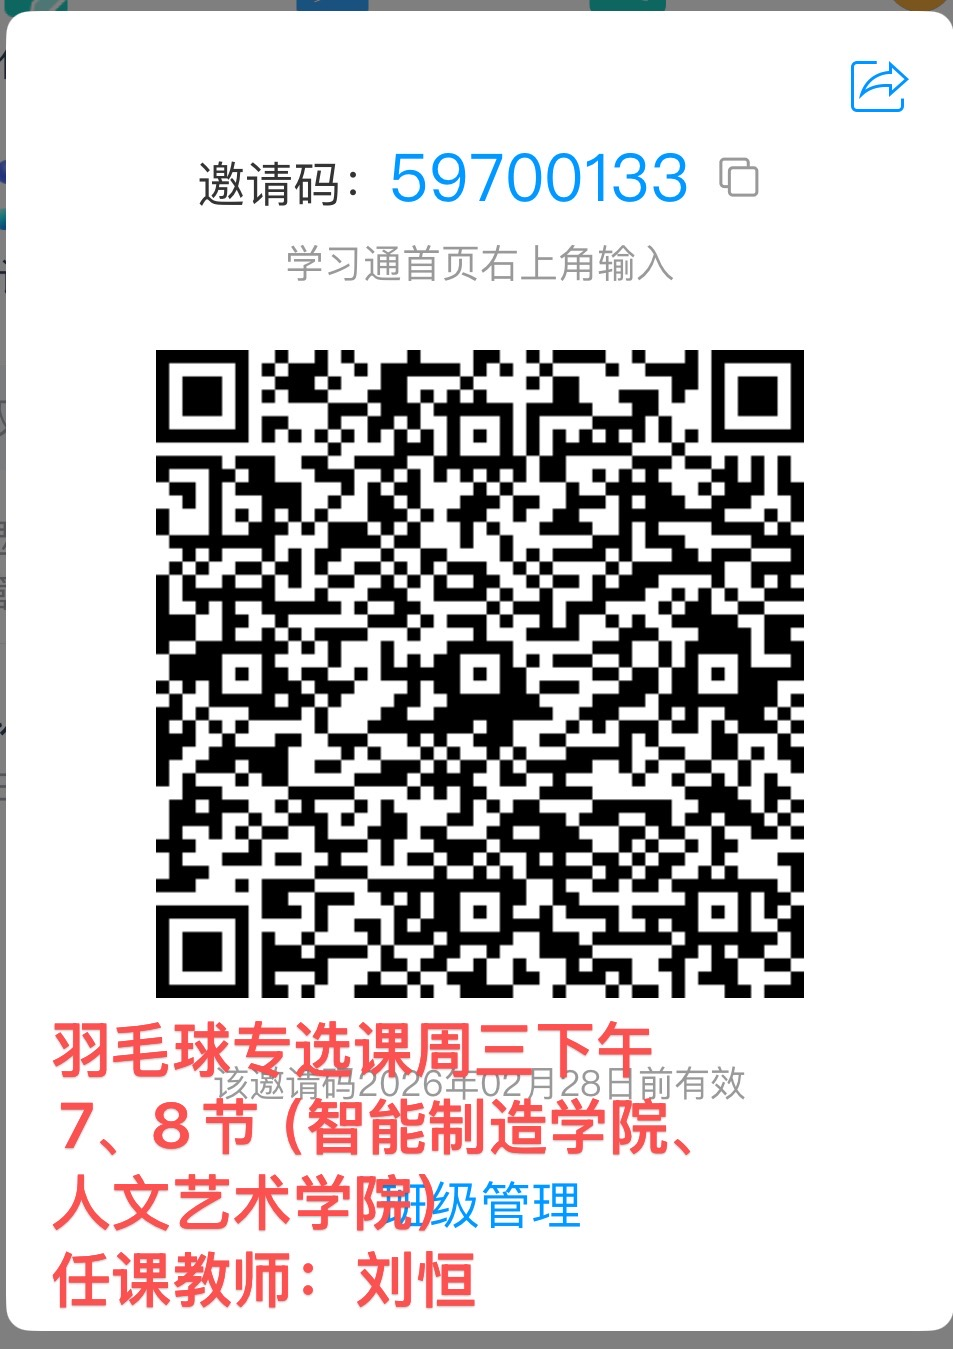 邀请码：59700133
学习通首页右上角输入
羽毛球专选课周三下午
该邀请码2026年02月28日前有效
7、8节（智能制造学院、
人文艺术学院）
班级管理
任课教师：刘恒